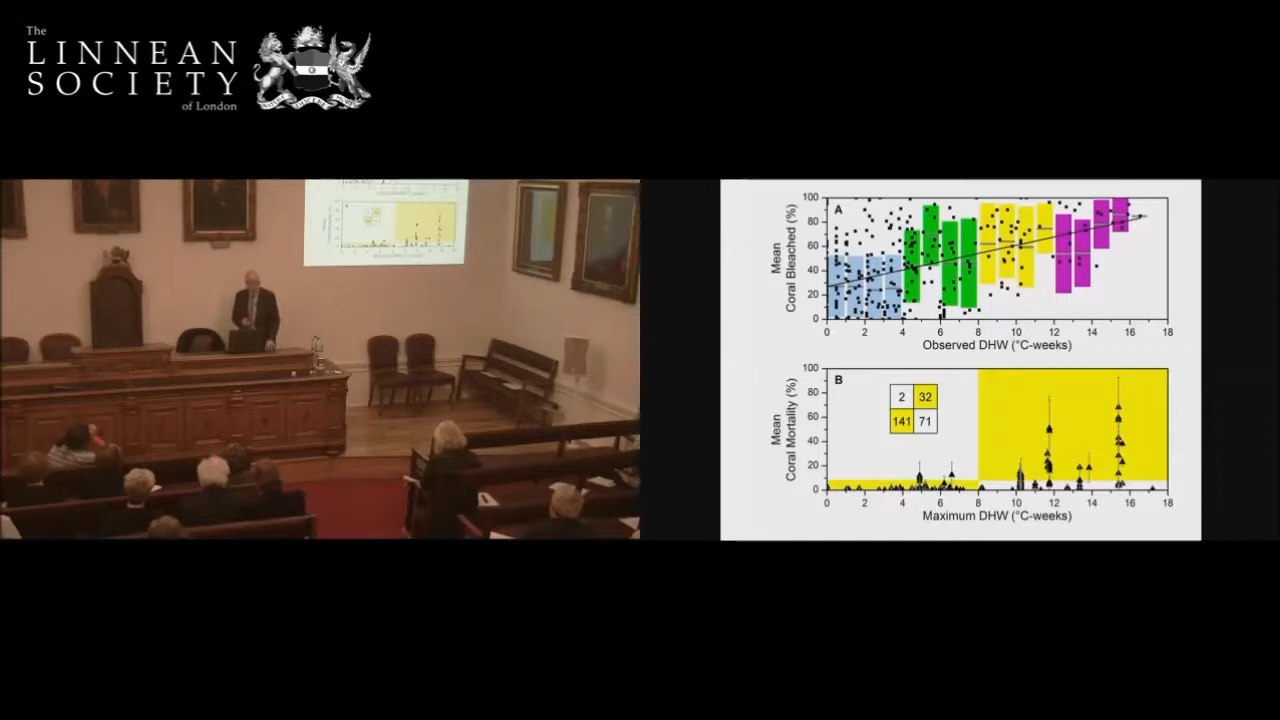 The
LINNEAN
SOCIETY
of London
A
Mean
Coral Bleached (%)
100
80
60
40
20
0
0 2 4 6 8 10 12 14 16 18
Observed DHW (°C-weeks)
B
Mean
Coral Mortality (%)
100
80
60
40
20
0
2 32
141 71
0 2 4 6 8 10 12 14 16 18
Maximum DHW (°C-weeks)